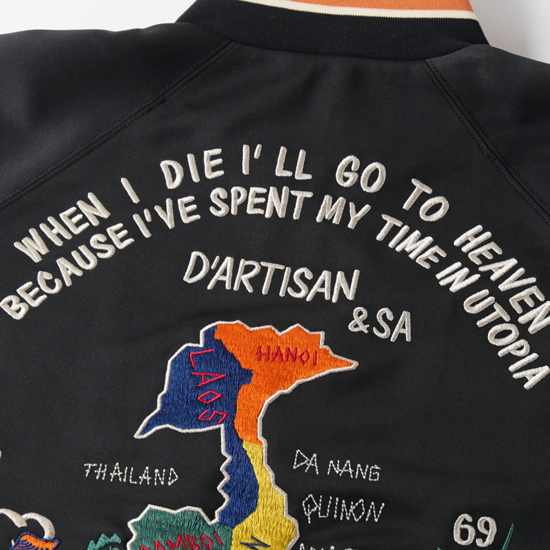 WHEN I DIE I'LL GO TO HEAVEN
BECAUSE I'VE SPENT MY TIME IN UTOPIA
D'ARTISAN
&SA
HANOI
LAOS
THAILAND
DA NANG
QUINON
69